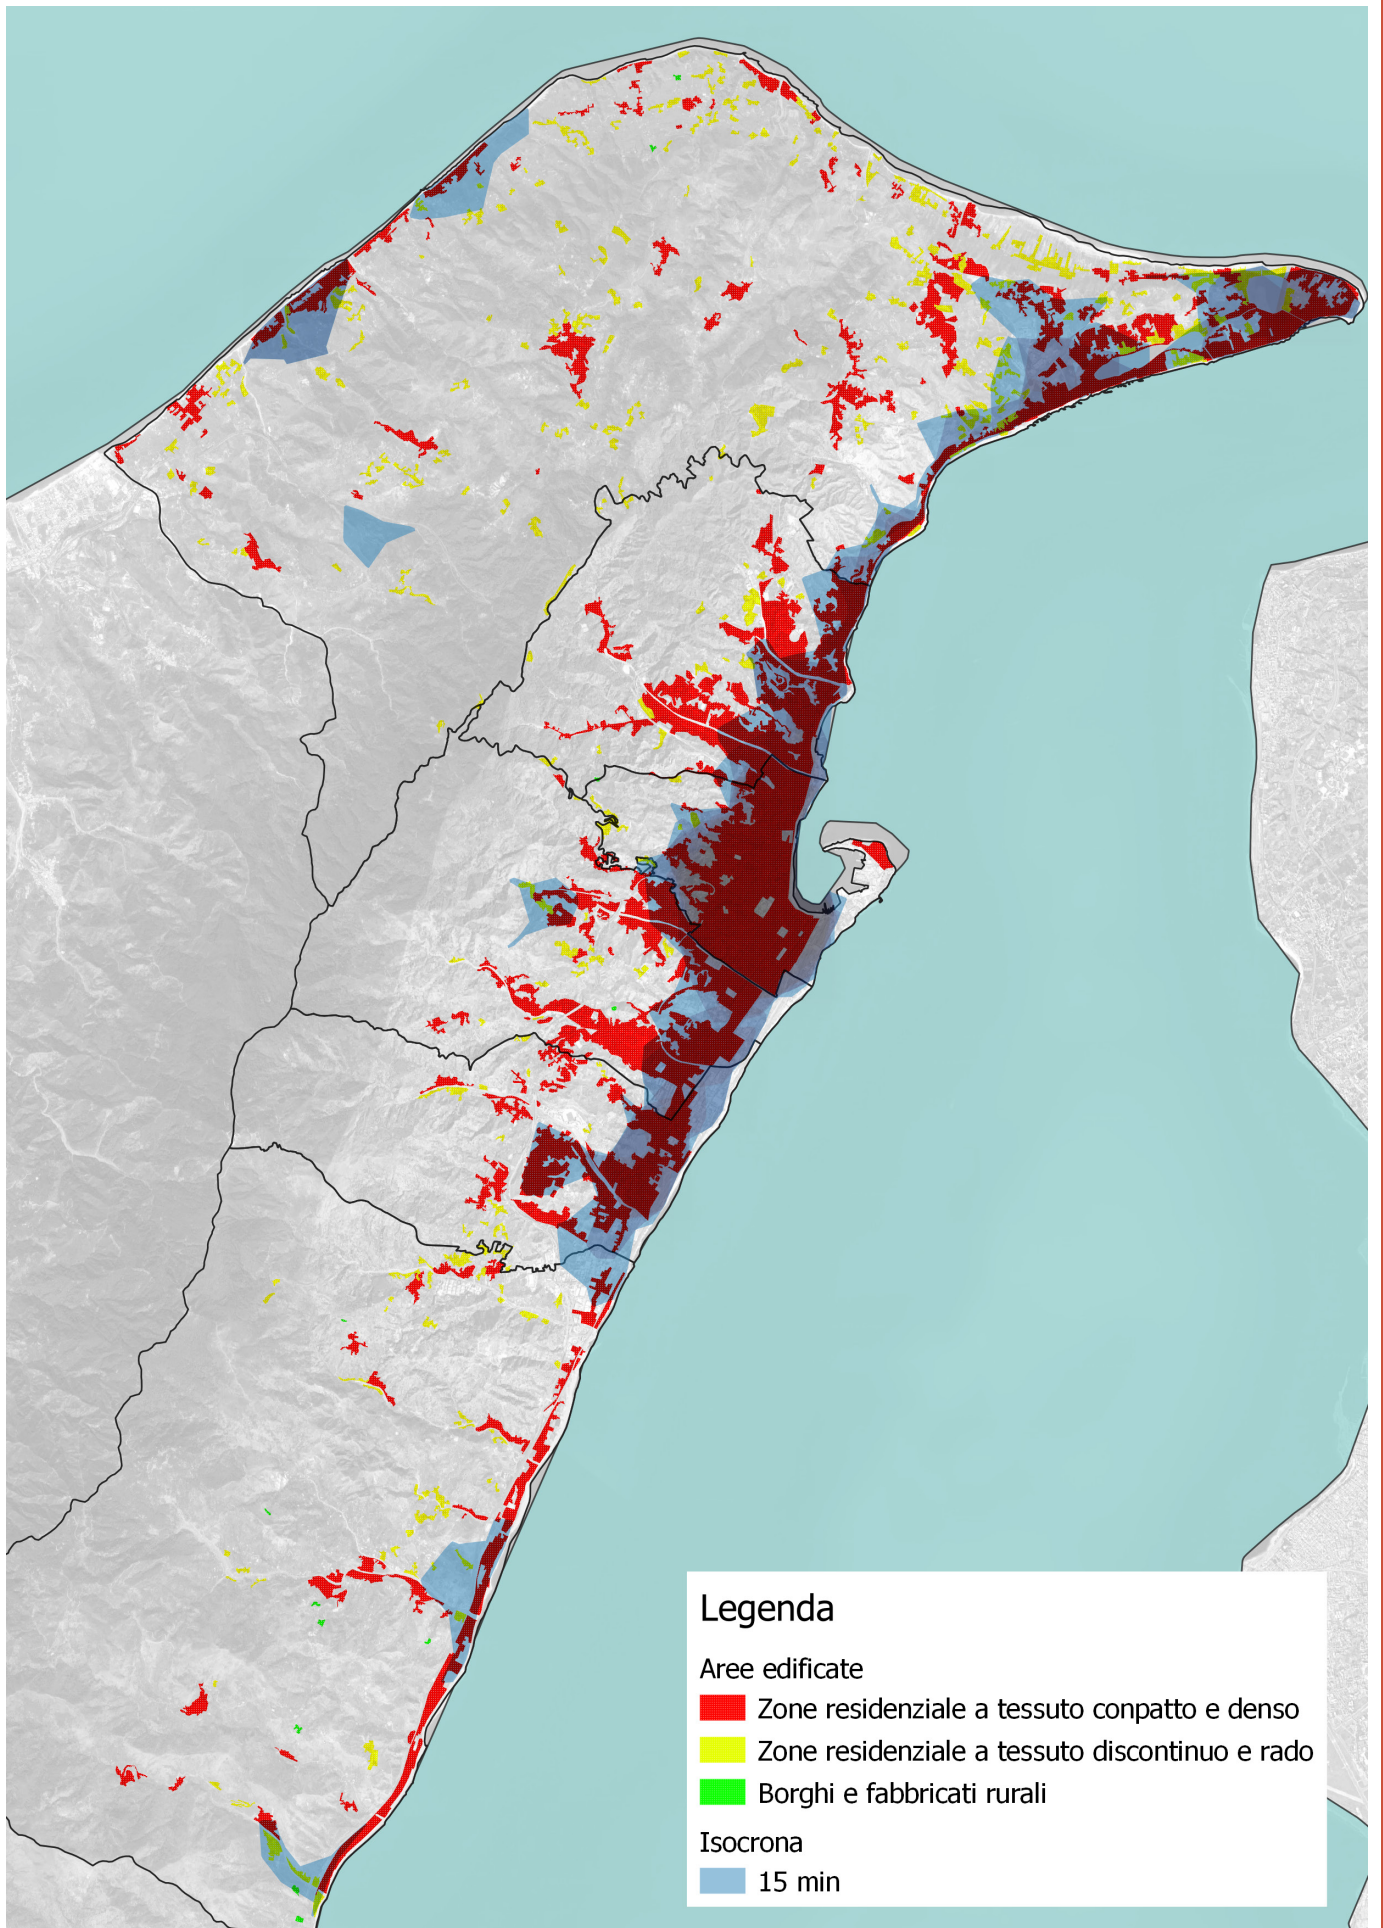 Legenda
Aree edificate
Zone residenziale a tessuto conpatto e denso
Zone residenziale a tessuto discontinuo e rado
Borghi e fabbricati rurali
Isocrona
15 min